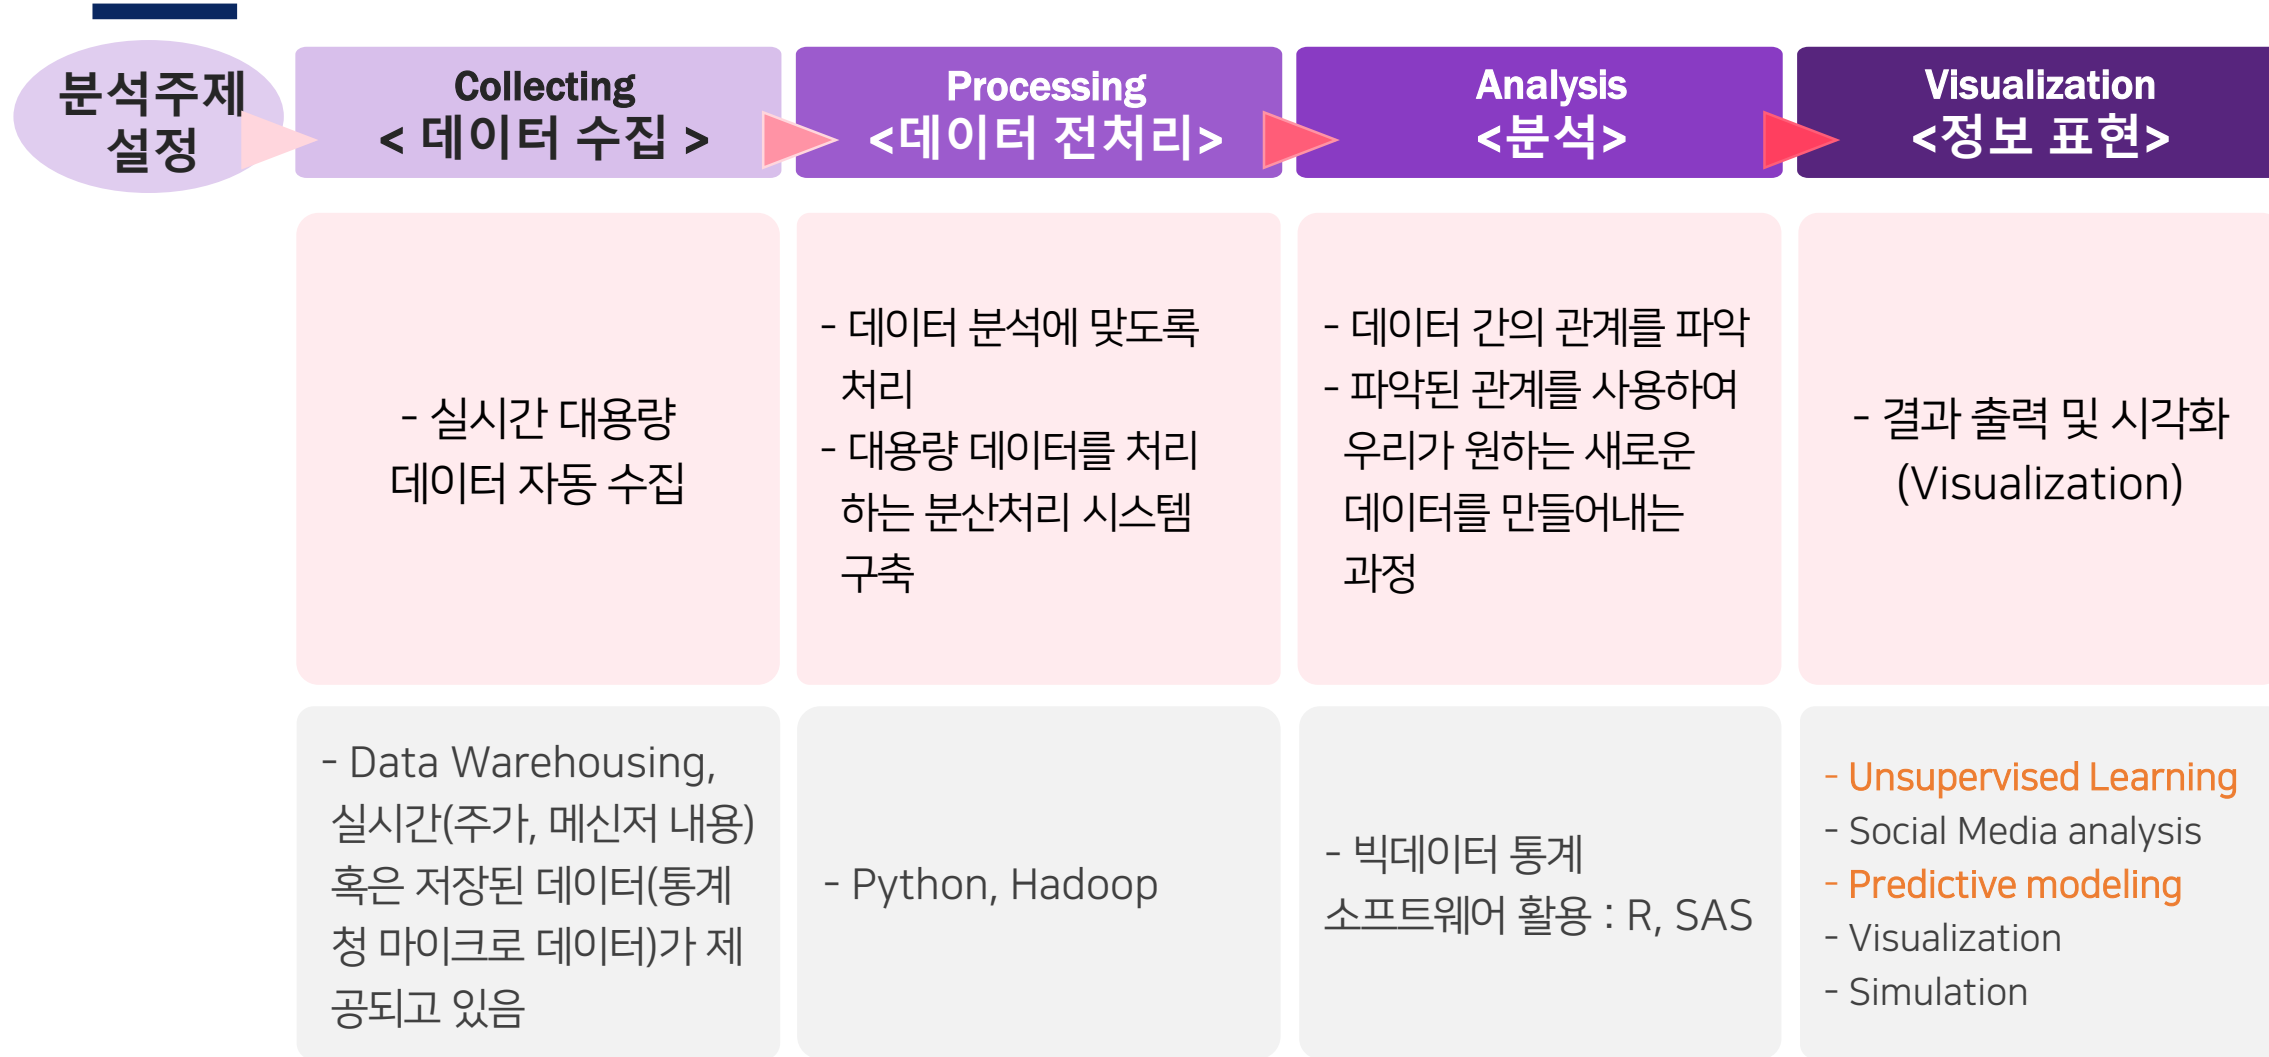 분석주제
설정
Collecting
< 데이터 수집 >
Processing
<데이터 전처리>
Analysis
<분석>
Visualization
<정보 표현>
- 실시간 대용량
데이터 자동 수집
- 데이터 분석에 맞도록
처리
- 대용량 데이터를 처리
하는 분산처리 시스템
구축
- 데이터 간의 관계를 파악
- 파악된 관계를 사용하여
우리가 원하는 새로운
데이터를 만들어내는
과정
- 결과 출력 및 시각화
(Visualization)
- Data Warehousing,
실시간(주가, 메신저 내용)
혹은 저장된 데이터(통계
청 마이크로 데이터)가 제
공되고 있음
- Python, Hadoop
- 빅데이터 통계
소프트웨어 활용 : R, SAS
- Unsupervised Learning
- Social Media analysis
- Predictive modeling
- Visualization
- Simulation